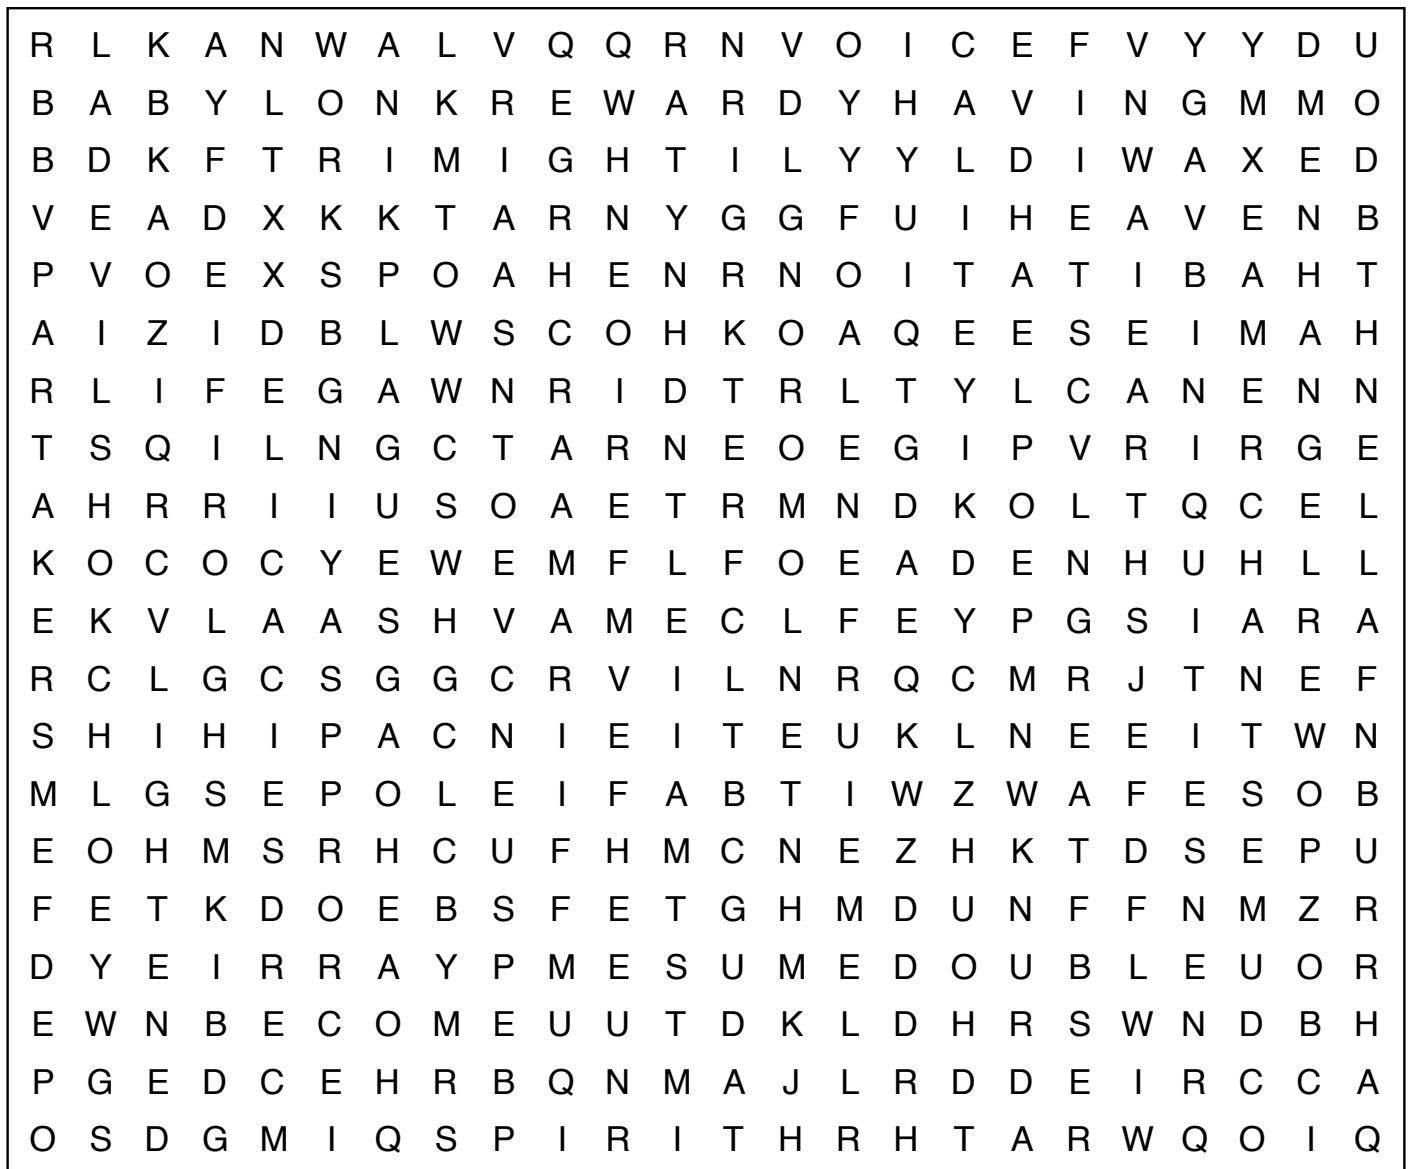 R L K A N W A L V Q Q R N V O I C E F V Y Y D U
B A B Y L O N K R E W A R D Y H A V I N G M M O
B D K F T R I M I G H T I L Y Y L D I W A X E D
V E A D X K K T A R N Y G G F U I H E A V E N B
P V O E X S P O A H E N R N O I T A T I B A H T
A I Z I D B L W S C O H K O A Q E E S E I M A H
R L I F E G A W N R I D T R L T Y L C A N E N N
T S Q I L N G C T A R N E O E G I P V R I R G E
A H R R I I U S O A E T R M N D K O L T Q C E L
K O C O C Y E W E M F L F O E A D E N H U H L L
E K V L A A S H V A M E C L F E Y P G S I A R A
R C L G C S G G C R V I L N R Q C M R J T N E F
S H I H I P A C N I E I T E U K L N E E I T W N
M L G S E P O L E I F A B T I W Z W A F E S O B
E O H M S R H C U F H M C N E Z H K T D S E P U
F E T K D O E B S F E T G H M D U N F F N M Z R
D Y E I R R A Y P M E S U M E D O U B L E U O R
E W N B E C O M E U U T D K L D H R S W N D B H
P G E D C E H R B Q N M A J L R D D E I R C C A
O S D G M I Q S P I R I T H R H T A R W Q O I Q